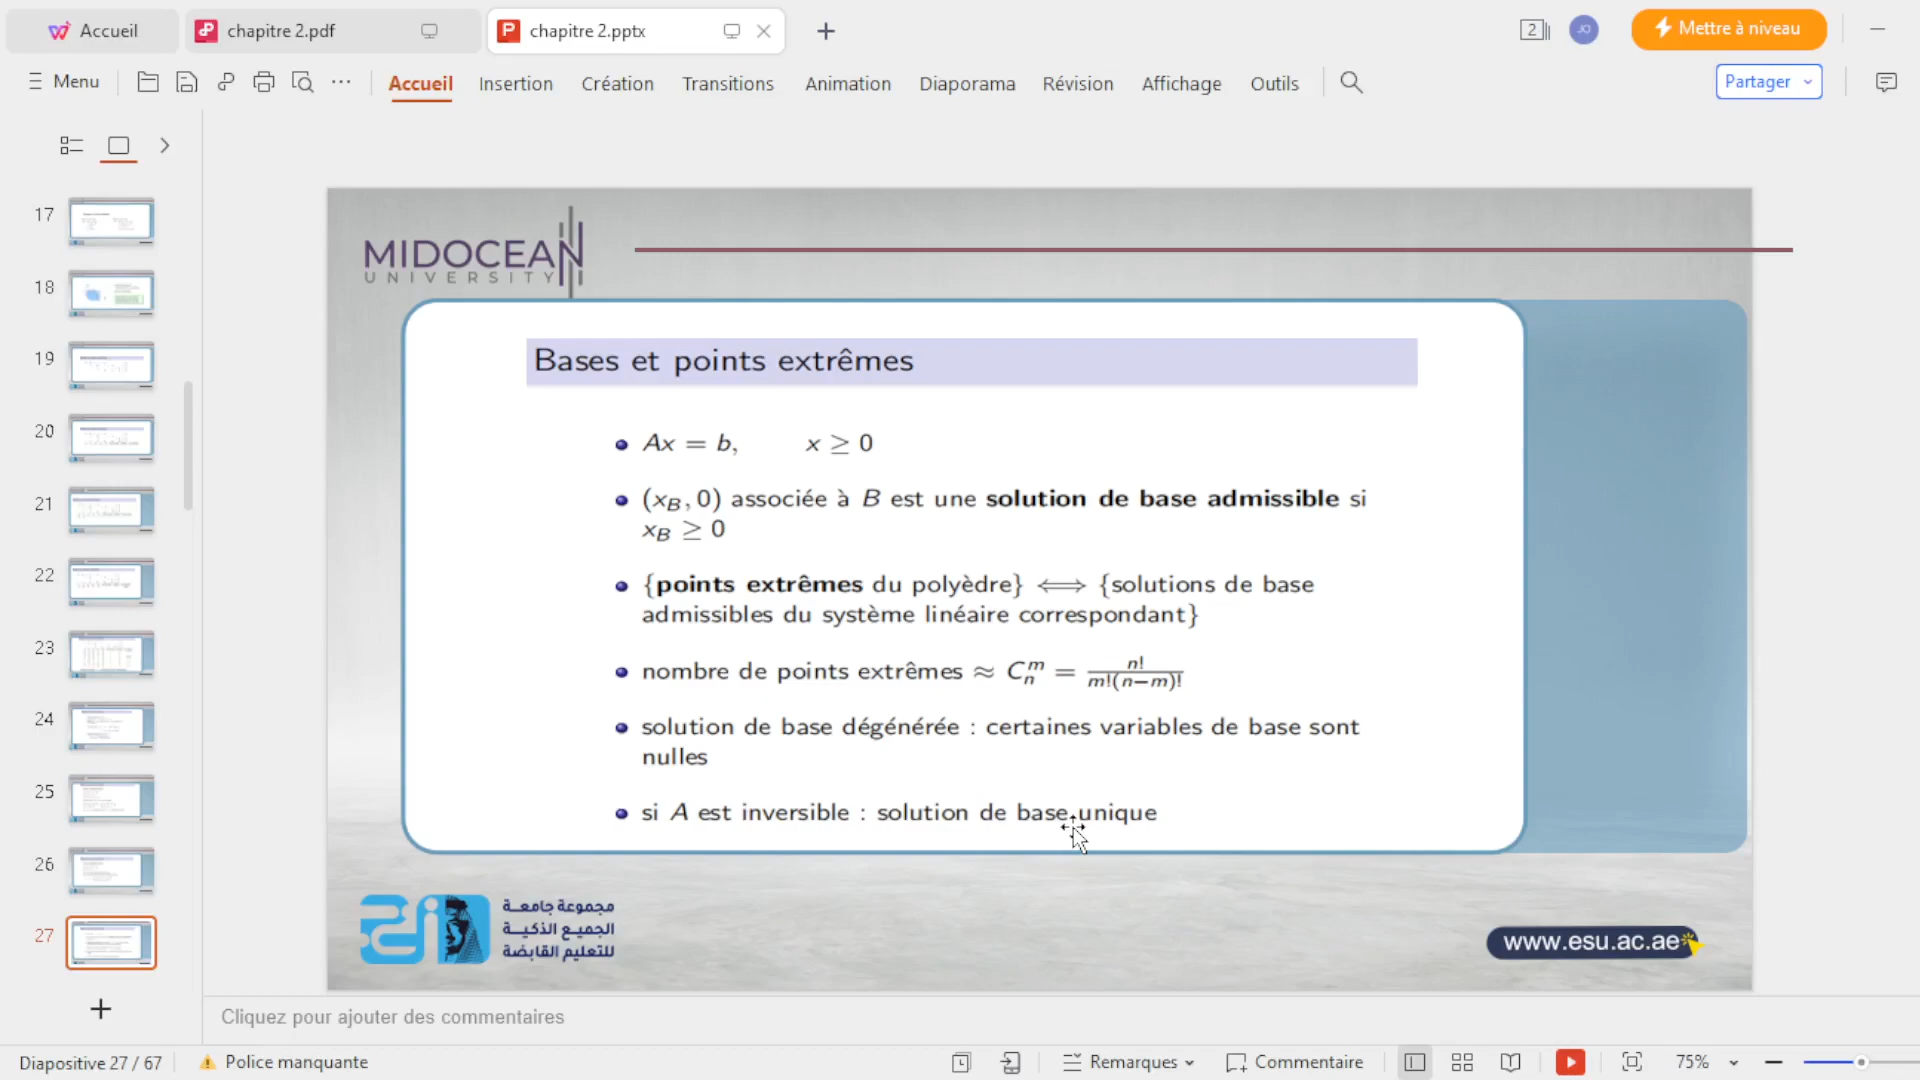 Accueil
chapitre 2.pdf
chapitre 2.pptx
2
JO
Mettre à niveau
Menu
Accueil
Insertion
Création
Transitions
Animation
Diaporama
Révision
Affichage
Outils
Partager
17
18
19
20
21
22
23
24
25
26
27
MIDOCEAN
UNIVERSITY
Bases et points extrêmes
Ax = b, x ≥ 0
(x_B, 0) associée à B est une solution de base admissible si
x_B ≥ 0
{points extrêmes du polyèdre} ⟺ {solutions de base
admissibles du système linéaire correspondant}
nombre de points extrêmes ≈ C_n^m = n!/(m!(n−m)!)
solution de base dégénérée : certaines variables de base sont
nulles
si A est inversible : solution de base unique
مجموعة جامعة
الجميع الذكية
للتعليم القابضة
www.esu.ac.ae
Cliquez pour ajouter des commentaires
Diapositive 27 / 67
Police manquante
Remarques
Commentaire
75%